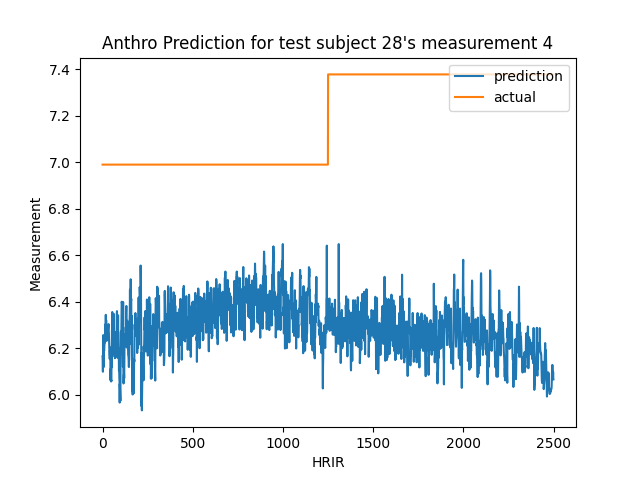 Anthro Prediction for test subject 28's measurement 4
prediction
actual
7.4
7.2
7.0
6.8
6.6
6.4
6.2
6.0
Measurement
0
500
1000
1500
2000
2500
HRIR